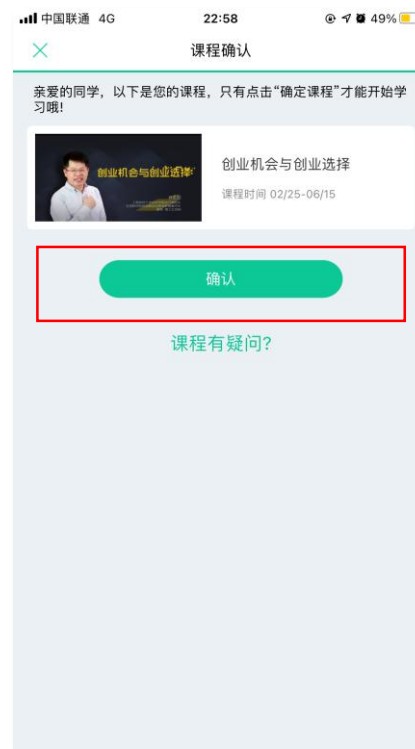 中国联通 4G 22:58 49%
课程确认
亲爱的同学，以下是您的课程，只有点击“确定课程”才能开始学
习哦!
创业机会与创业选择
创业机会与创业选择
课程时间 02/25-06/15
确认
课程有疑问?